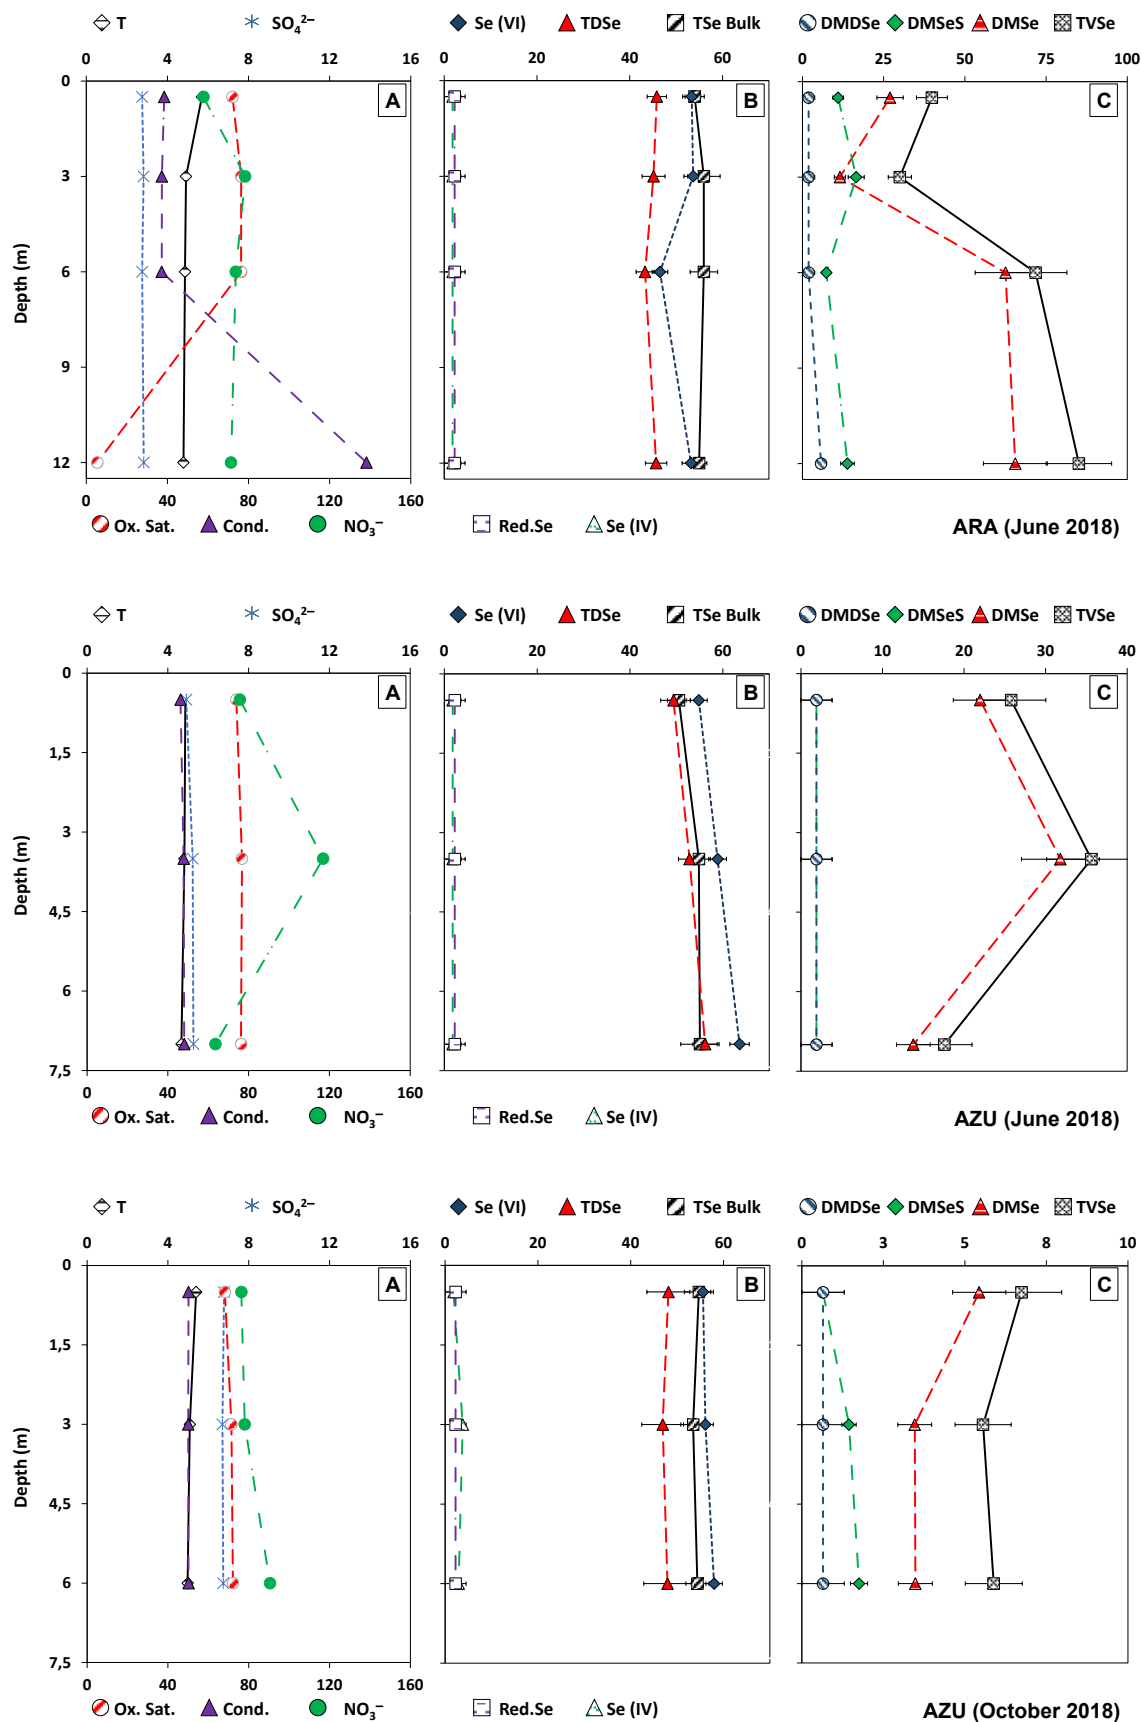 T SO₄²⁻ Se (VI) TDSe TSe Bulk DMDSe DMSeS DMSe TVSe
0 4 8 12 16 0 20 40 60 0 25 50 75 100
A B C
Depth (m)
0
3
6
9
12
0 40 80 120 160
Ox. Sat. Cond. NO₃⁻ Red.Se Se (IV) ARA (June 2018)
T SO₄²⁻ Se (VI) TDSe TSe Bulk DMDSe DMSeS DMSe TVSe
0 4 8 12 16 0 20 40 60 0 10 20 30 40
A B C
Depth (m)
0
1,5
3
4,5
6
7,5
0 40 80 120 160
Ox. Sat. Cond. NO₃⁻ Red.Se Se (IV) AZU (June 2018)
T SO₄²⁻ Se (VI) TDSe TSe Bulk DMDSe DMSeS DMSe TVSe
0 4 8 12 16 0 20 40 60 0 3 5 8 10
A B C
Depth (m)
0
1,5
3
4,5
6
7,5
0 40 80 120 160
Ox. Sat. Cond. NO₃⁻ Red.Se Se (IV) AZU (October 2018)